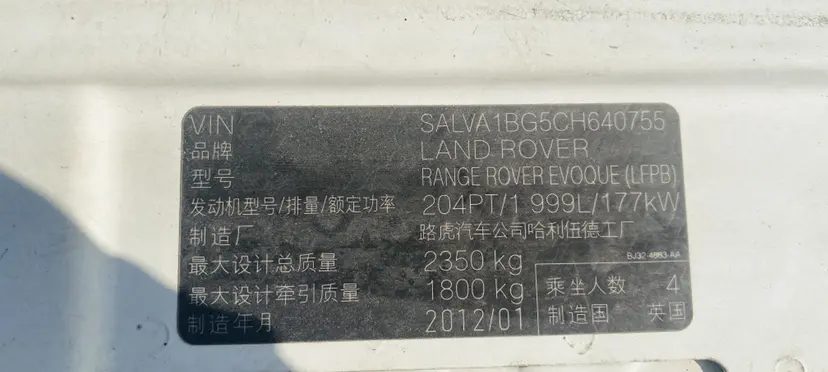 VIN SALVA1BG5CH640755
品牌 LAND ROVER
型号 RANGE ROVER EVOQUE (LFPB)
发动机型号/排量/额定功率 204PT/1 999L/177kW
制造厂 路虎汽车公司哈利伍德工厂
BJ32-4863-AA
最大设计总质量 2350 kg
最大设计牵引质量 1800 kg 乘坐人数 4
制造年月 2012/01 制造国 英国